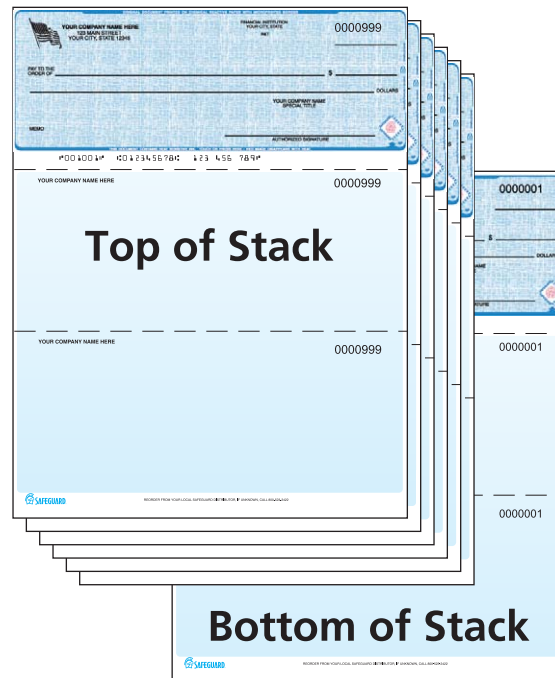 YOUR COMPANY NAME HERE
123 MAIN STREET
YOUR CITY, STATE 12345
FINANCIAL INSTITUTION
YOUR CITY, STATE
0000999
PAY TO THE
ORDER OF
$
DOLLARS
YOUR COMPANY NAME
SPECIAL TITLE
MEMO
AUTHORIZED SIGNATURE
⑈001001⑈ ⑆012345678⑆ 123 456 789⑈
YOUR COMPANY NAME HERE
0000999
Top of Stack
YOUR COMPANY NAME HERE
0000999
SAFEGUARD
0000001
$
DOLLARS
0000001
0000001
Bottom of Stack
SAFEGUARD